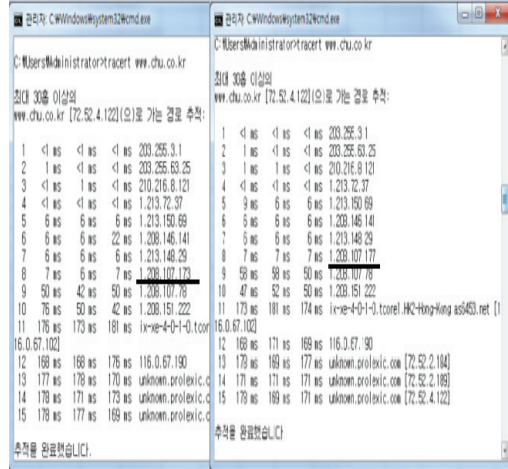 관리자: C:₩Windows₩system32₩cmd.exe
C:₩Users₩Administrator>tracert www.chu.co.kr
최대 30홉 이상의
www.chu.co.kr [72.52.4.122](으)로 가는 경로 추적:
1 <1 ms <1 ms <1 ms 203.255.3.1
2 1 ms <1 ms <1 ms 203.255.63.25
3 <1 ms 1 ms <1 ms 210.216.8.121
4 <1 ms <1 ms <1 ms 1.213.72.37
5 6 ms 6 ms 6 ms 1.213.150.69
6 6 ms 6 ms 22 ms 1.208.146.141
7 6 ms 6 ms 6 ms 1.213.148.29
8 7 ms 6 ms 7 ms 1.208.107.173
9 50 ms 42 ms 50 ms 1.208.107.78
10 76 ms 50 ms 42 ms 1.208.151.222
11 176 ms 173 ms 181 ms ix-xe-4-0-1-0.tcor
16.0.67.102]
12 168 ms 168 ms 176 ms 116.0.67.190
13 177 ms 178 ms 170 ms unknown.prolexic.c
14 178 ms 171 ms 173 ms unknown.prolexic.c
15 178 ms 177 ms 169 ms unknown.prolexic.c
추적을 완료했습니다.
관리자: C:₩Windows₩system32₩cmd.exe
C:₩Users₩Administrator>tracert www.chu.co.kr
최대 30홉 이상의
www.chu.co.kr [72.52.4.122](으)로 가는 경로 추적:
1 <1 ms <1 ms <1 ms 203.255.3.1
2 1 ms <1 ms <1 ms 203.255.63.25
3 1 ms 1 ms <1 ms 210.216.8.121
4 <1 ms <1 ms <1 ms 1.213.72.37
5 9 ms 6 ms 6 ms 1.213.150.69
6 6 ms 6 ms 6 ms 1.208.146.141
7 6 ms 6 ms 6 ms 1.213.148.29
8 7 ms 7 ms 7 ms 1.208.107.177
9 58 ms 58 ms 50 ms 1.208.107.78
10 47 ms 52 ms 50 ms 1.208.151.222
11 173 ms 181 ms 174 ms ix-xe-4-0-1-0.tcore1.HK2-Hong-Kong.as6453.net [1
16.0.67.102]
12 168 ms 171 ms 169 ms 116.0.67.190
13 173 ms 169 ms 177 ms unknown.prolexic.com [72.52.2.184]
14 171 ms 171 ms 171 ms unknown.prolexic.com [72.52.2.189]
15 178 ms 171 ms 171 ms unknown.prolexic.com [72.52.4.122]
추적을 완료했습니다.